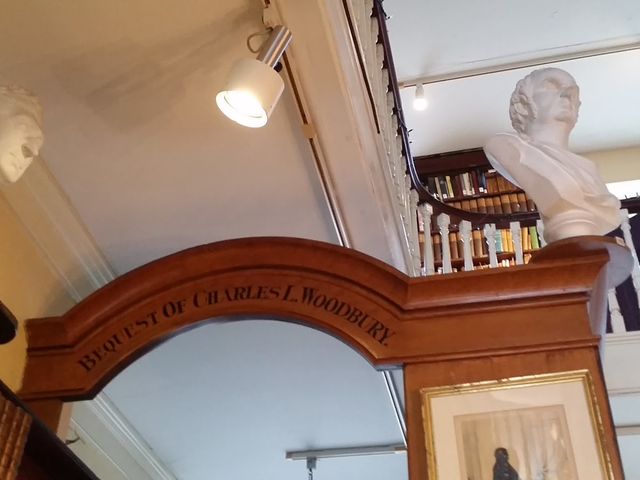 BEQUEST OF CHARLES L. WOODBURY.